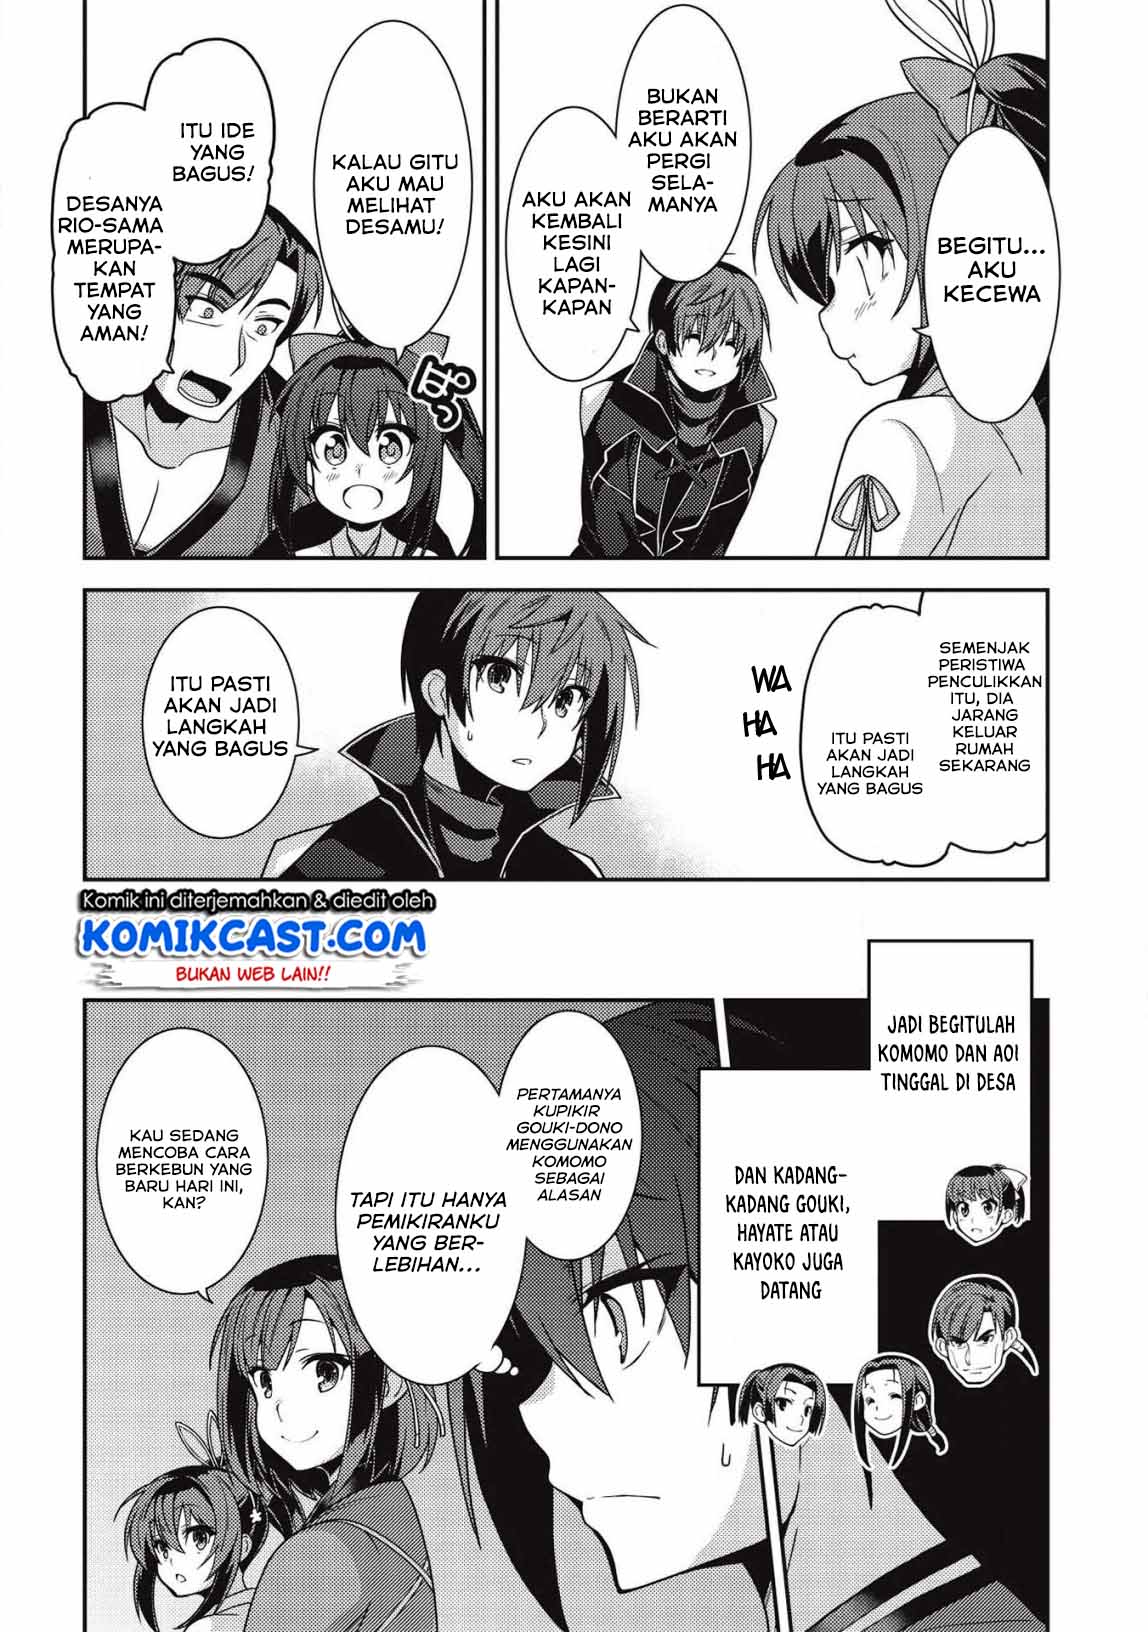 BEGITU...
AKU
KECEWA
BUKAN
BERARTI
AKU AKAN
PERGI
SELA-
MANYA
AKU AKAN
KEMBALI
KESINI
LAGI
KAPAN-
KAPAN
KALAU GITU
AKU MAU
MELIHAT
DESAMU!
ぱっ
ITU IDE
YANG
BAGUS!
DESANYA
RIO-SAMA
MERUPA-
KAN
TEMPAT
YANG
AMAN!
SEMENJAK
PERISTIWA
PENCULIKKAN
ITU, DIA
JARANG
KELUAR
RUMAH
SEKARANG
ITU PASTI
AKAN JADI
LANGKAH
YANG BAGUS
WA
HA
HA
ITU PASTI
AKAN JADI
LANGKAH
YANG BAGUS
Komik ini diterjemahkan & diedit oleh
KOMIKCAST.COM
BUKAN WEB LAIN!!
JADI BEGITULAH
KOMOMO DAN AOI
TINGGAL DI DESA
DAN KADANG-
KADANG GOUKI,
HAYATE ATAU
KAYOKO JUGA
DATANG
PERTAMANYA
KUPIKIR
GOUKI-DONO
MENGGUNAKAN
KOMOMO
SEBAGAI
ALASAN
TAPI ITU HANYA
PEMIKIRANKU
YANG BER-
LEBIHAN...
KAU SEDANG
MENCOBA CARA
BERKEBUN YANG
BARU HARI INI,
KAN?